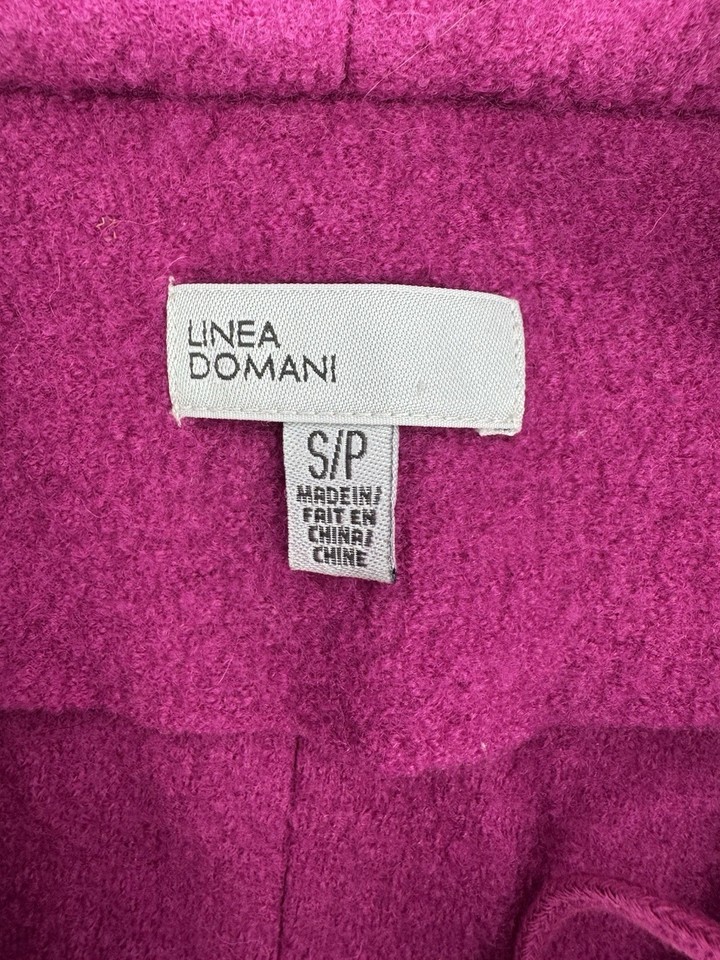 LINEA
DOMANI
S/P
MADE IN/
FAIT EN
CHINA/
CHINE